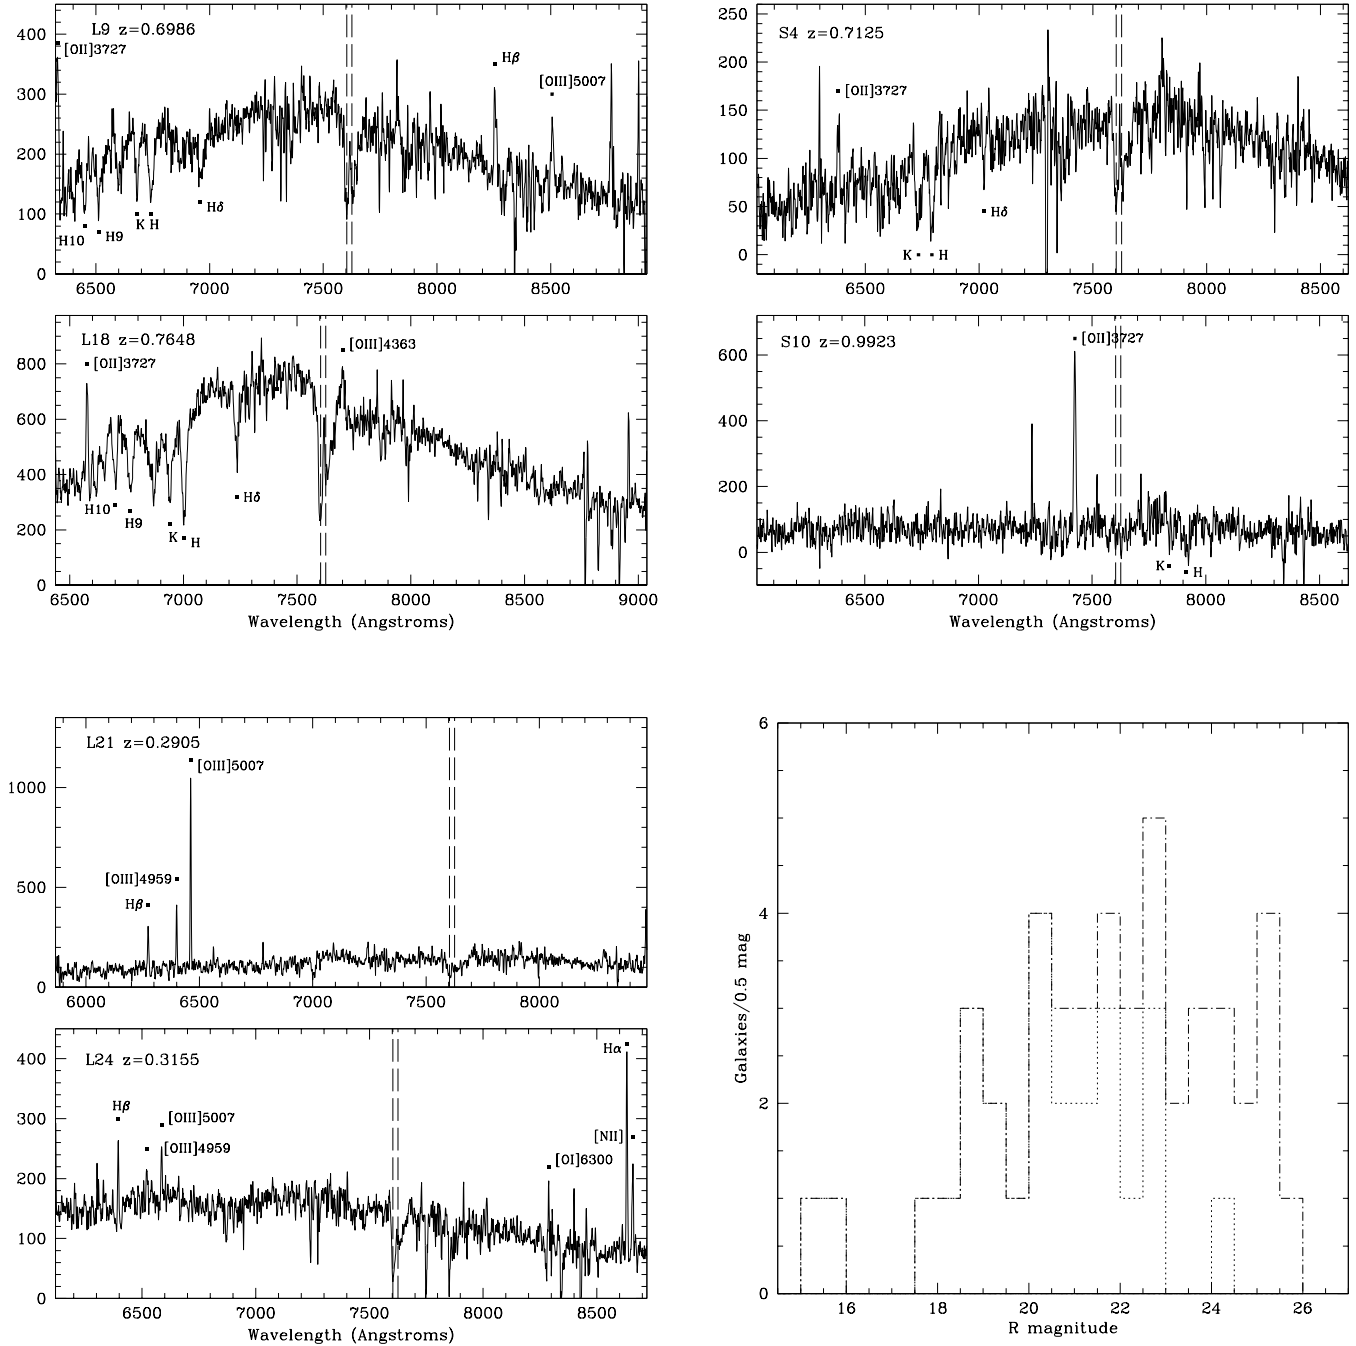 L9 z=0.6986
[OII]3727
Hβ
[OIII]5007
H10
H9
K
H
Hδ
400
300
200
100
0
6500
7000
7500
8000
8500
S4 z=0.7125
[OII]3727
K
H
Hδ
250
200
150
100
50
0
6500
7000
7500
8000
8500
L18 z=0.7648
[OII]3727
[OIII]4363
H10
H9
K
H
Hδ
800
600
400
200
0
6500
7000
7500
8000
8500
9000
Wavelength (Angstroms)
S10 z=0.9923
[OII]3727
K
H
600
400
200
0
6500
7000
7500
8000
8500
Wavelength (Angstroms)
L21 z=0.2905
[OIII]5007
[OIII]4959
Hβ
1000
500
0
6000
6500
7000
7500
8000
L24 z=0.3155
Hβ
[OIII]5007
[OIII]4959
Hα
[NII]
[OI]6300
400
300
200
100
0
6500
7000
7500
8000
8500
Wavelength (Angstroms)
6
4
2
0
Galaxies/0.5 mag
16
18
20
22
24
26
R magnitude